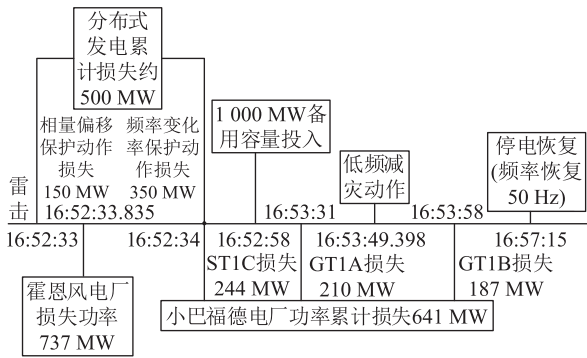 分布式
发电累
计损失约
500 MW
相量偏移
保护动作
损失
150 MW
频率变化
率保护动
作损失
350 MW
1 000 MW备
用容量投入
低频减
灾动作
停电恢复
(频率恢复
50 Hz)
雷
击
16:52:33.835
16:53:31
16:53:58
16:52:33
16:52:34
16:52:58
16:53:49.398
16:57:15
ST1C损失
244 MW
GT1A损失
210 MW
GT1B损失
187 MW
霍恩风电厂
损失功率
737 MW
小巴福德电厂功率累计损失641 MW